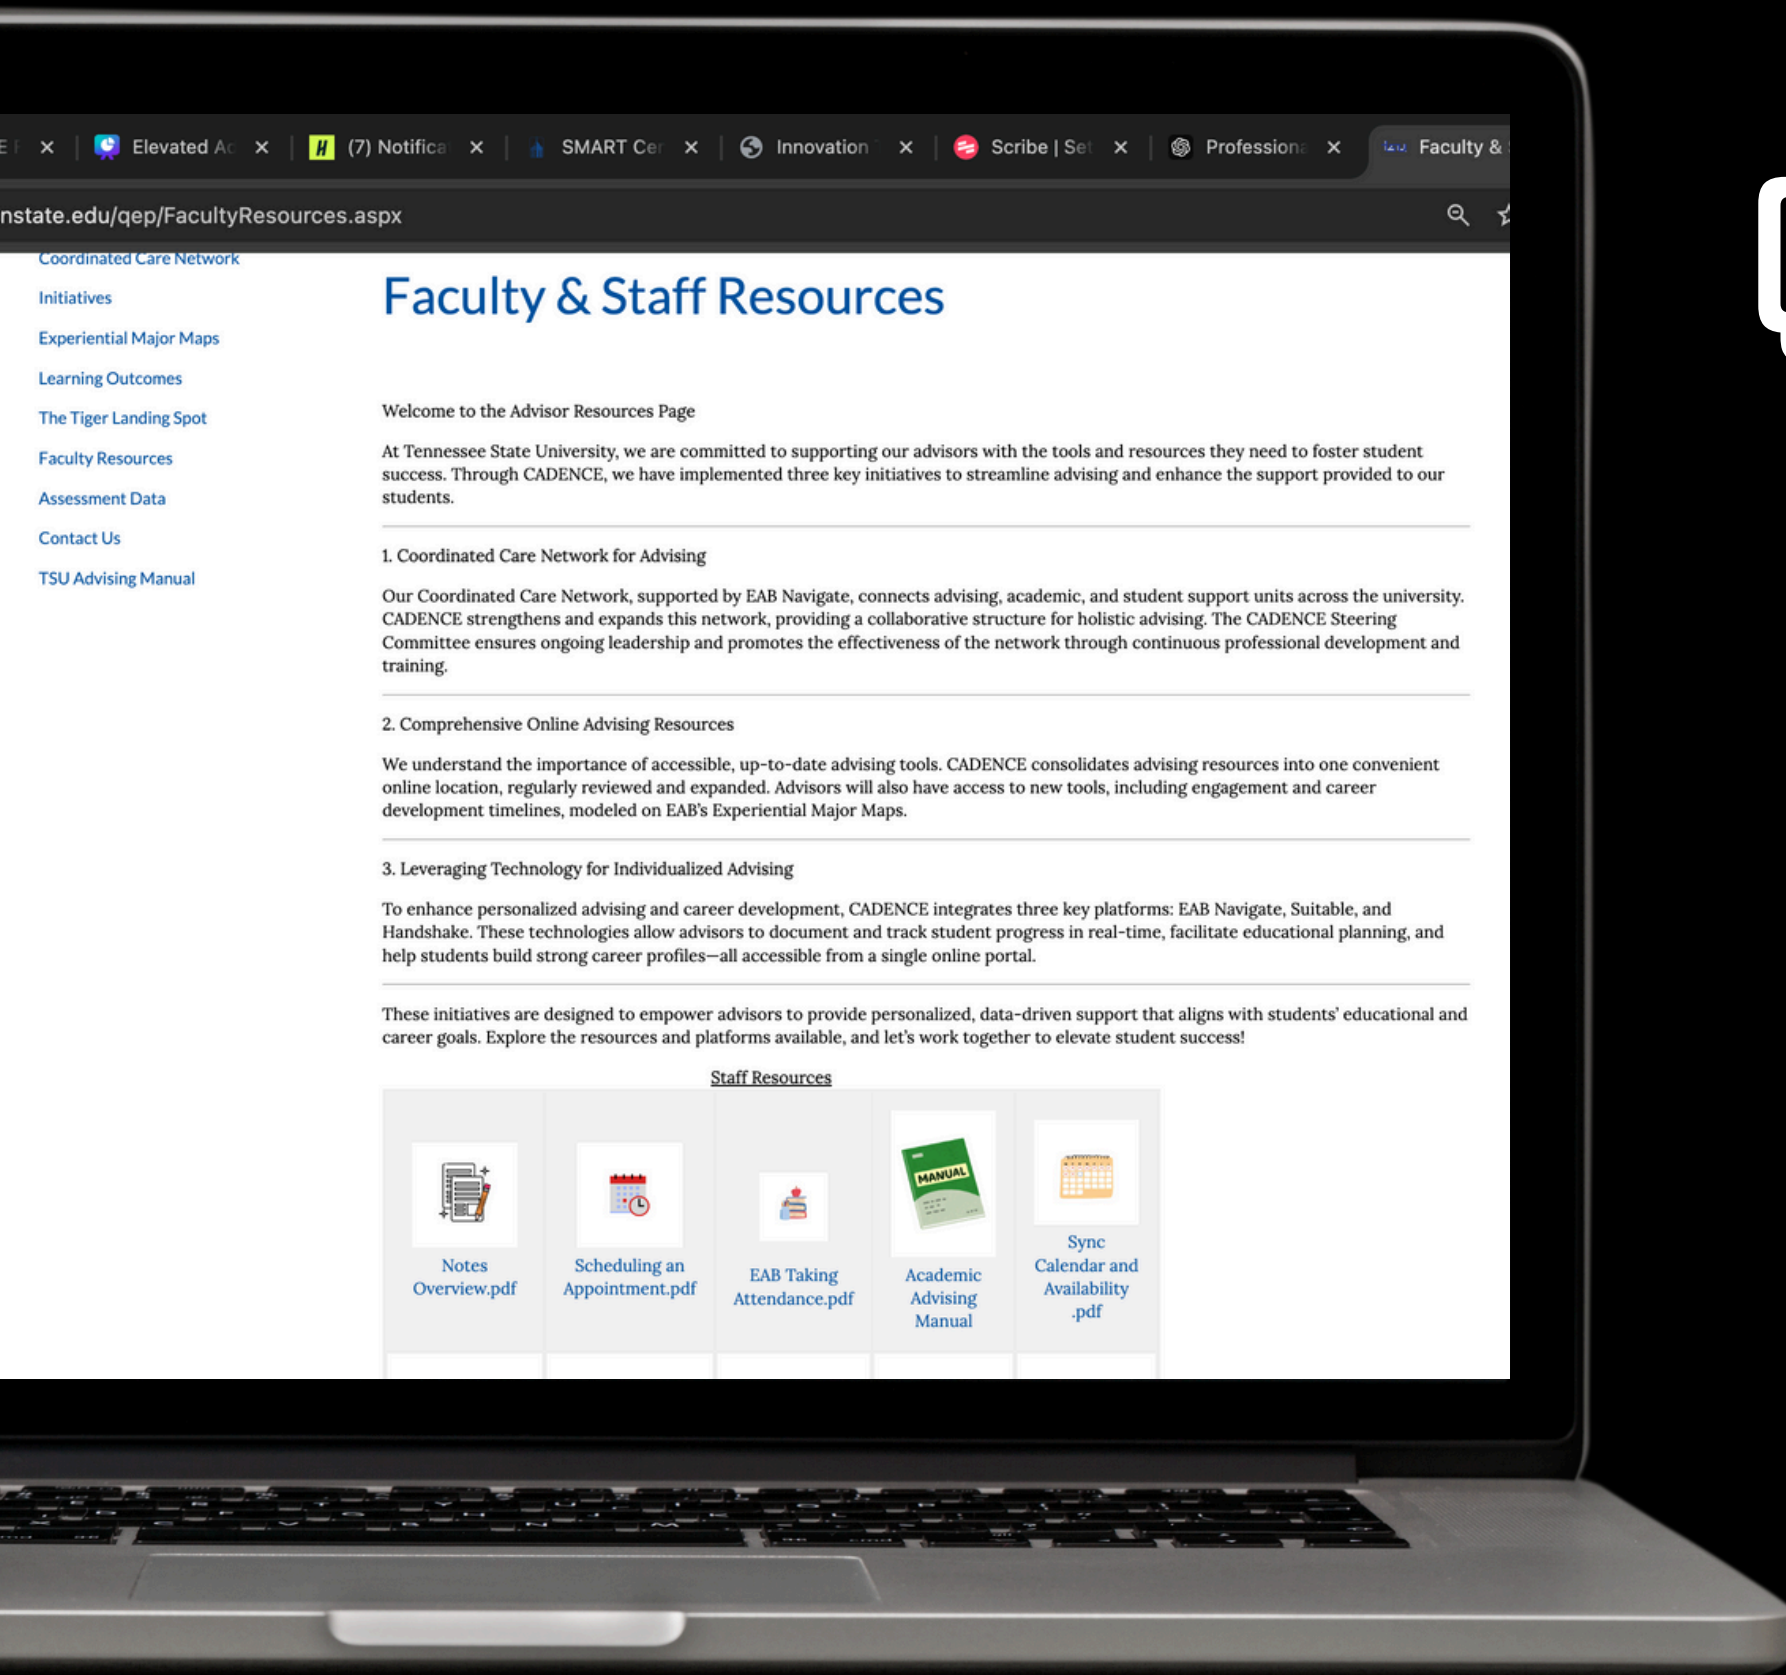 Elevated Ac
(7) Notifica
SMART Cer
Innovation
Scribe | Set
Professiona
Faculty &
nstate.edu/qep/FacultyResources.aspx
Coordinated Care Network
Initiatives
Experiential Major Maps
Learning Outcomes
The Tiger Landing Spot
Faculty Resources
Assessment Data
Contact Us
TSU Advising Manual
Faculty & Staff Resources
Welcome to the Advisor Resources Page
At Tennessee State University, we are committed to supporting our advisors with the tools and resources they need to foster student
success. Through CADENCE, we have implemented three key initiatives to streamline advising and enhance the support provided to our
students.
1. Coordinated Care Network for Advising
Our Coordinated Care Network, supported by EAB Navigate, connects advising, academic, and student support units across the university.
CADENCE strengthens and expands this network, providing a collaborative structure for holistic advising. The CADENCE Steering
Committee ensures ongoing leadership and promotes the effectiveness of the network through continuous professional development and
training.
2. Comprehensive Online Advising Resources
We understand the importance of accessible, up-to-date advising tools. CADENCE consolidates advising resources into one convenient
online location, regularly reviewed and expanded. Advisors will also have access to new tools, including engagement and career
development timelines, modeled on EAB's Experiential Major Maps.
3. Leveraging Technology for Individualized Advising
To enhance personalized advising and career development, CADENCE integrates three key platforms: EAB Navigate, Suitable, and
Handshake. These technologies allow advisors to document and track student progress in real-time, facilitate educational planning, and
help students build strong career profiles—all accessible from a single online portal.
These initiatives are designed to empower advisors to provide personalized, data-driven support that aligns with students' educational and
career goals. Explore the resources and platforms available, and let's work together to elevate student success!
Staff Resources
Notes
Overview.pdf
Scheduling an
Appointment.pdf
EAB Taking
Attendance.pdf
MANUAL
Academic
Advising
Manual
Sync
Calendar and
Availability
.pdf